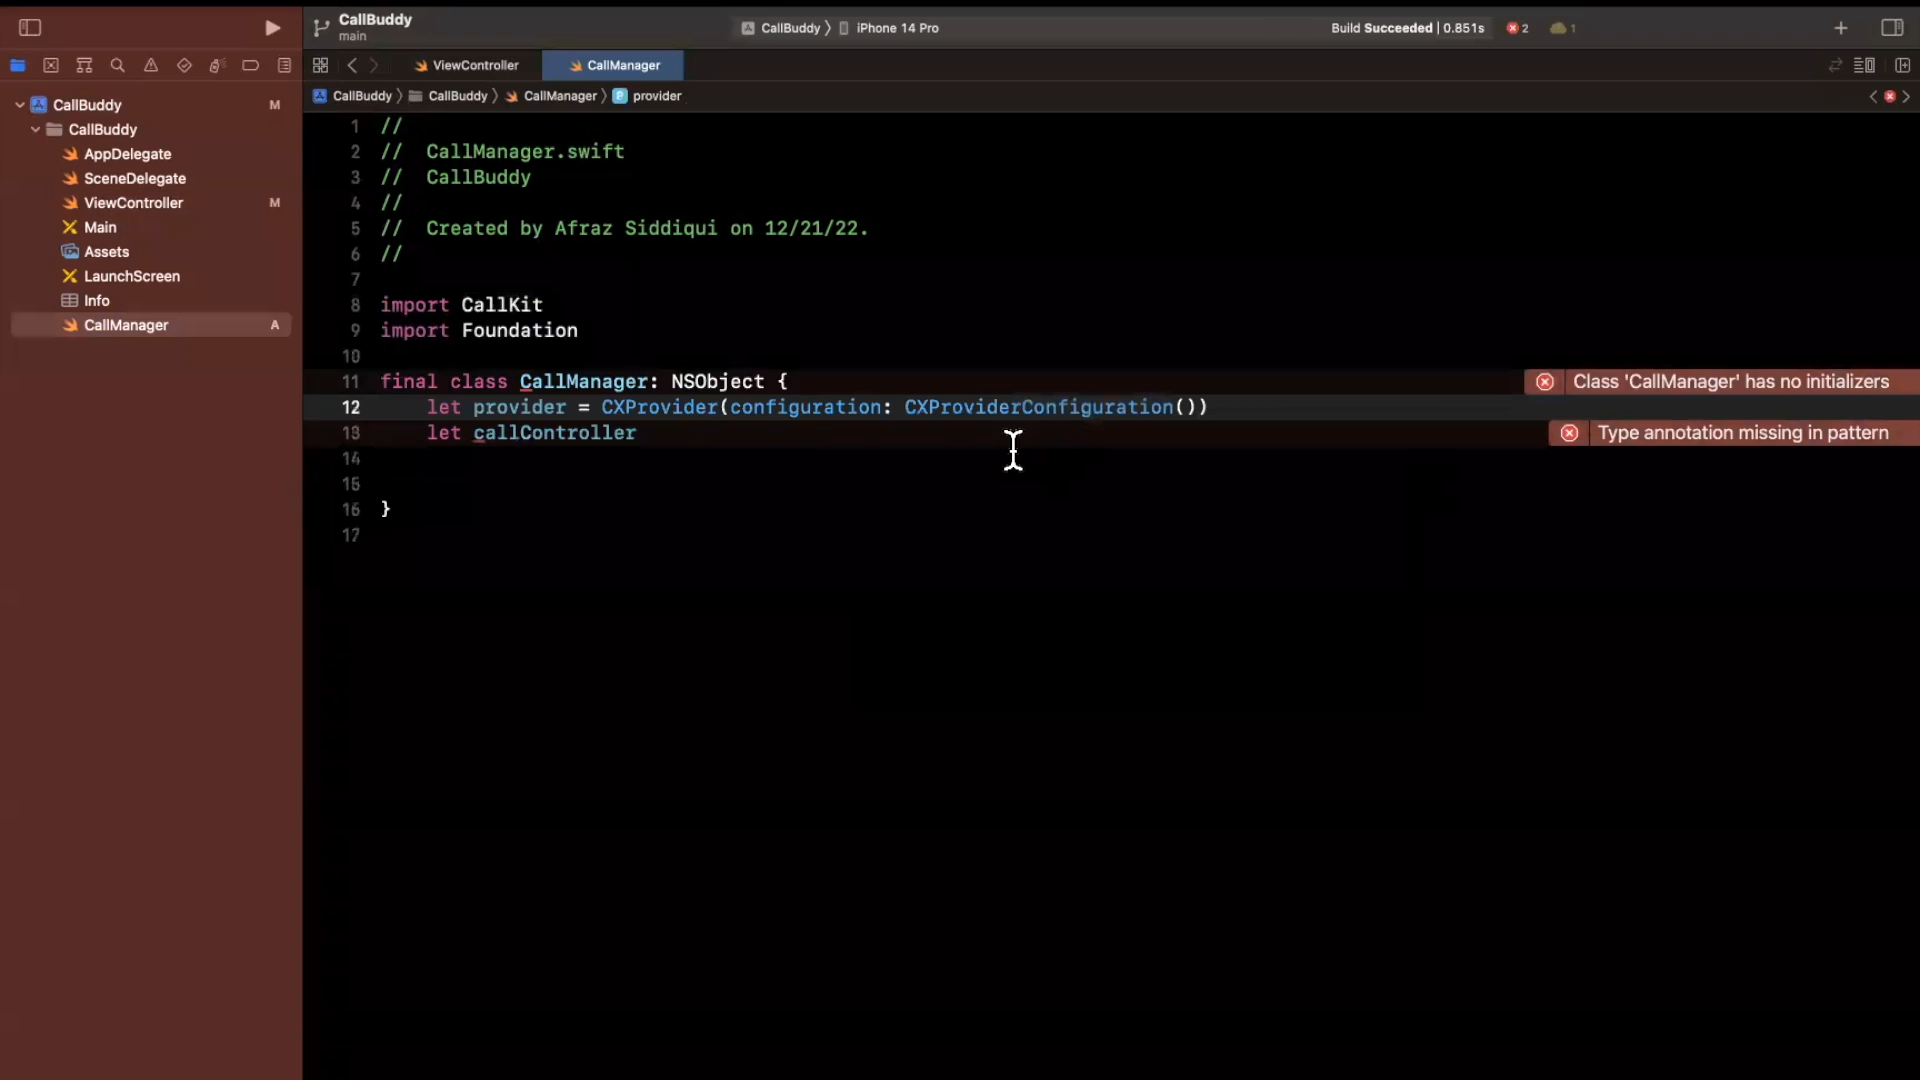 CallBuddy
main
CallBuddy 〉 iPhone 14 Pro
Build Succeeded | 0.851s
2
1
ViewController
CallManager
CallBuddy 〉 CallBuddy 〉 CallManager 〉 P provider
CallBuddy M
CallBuddy
AppDelegate
SceneDelegate
ViewController M
Main
Assets
LaunchScreen
Info
CallManager A
1 //
2 //  CallManager.swift
3 //  CallBuddy
4 //
5 //  Created by Afraz Siddiqui on 12/21/22.
6 //
7
8 import CallKit
9 import Foundation
10
11 final class CallManager: NSObject {
Class 'CallManager' has no initializers
12     let provider = CXProvider(configuration: CXProviderConfiguration())
13     let callController
Type annotation missing in pattern
14
15
16 }
17